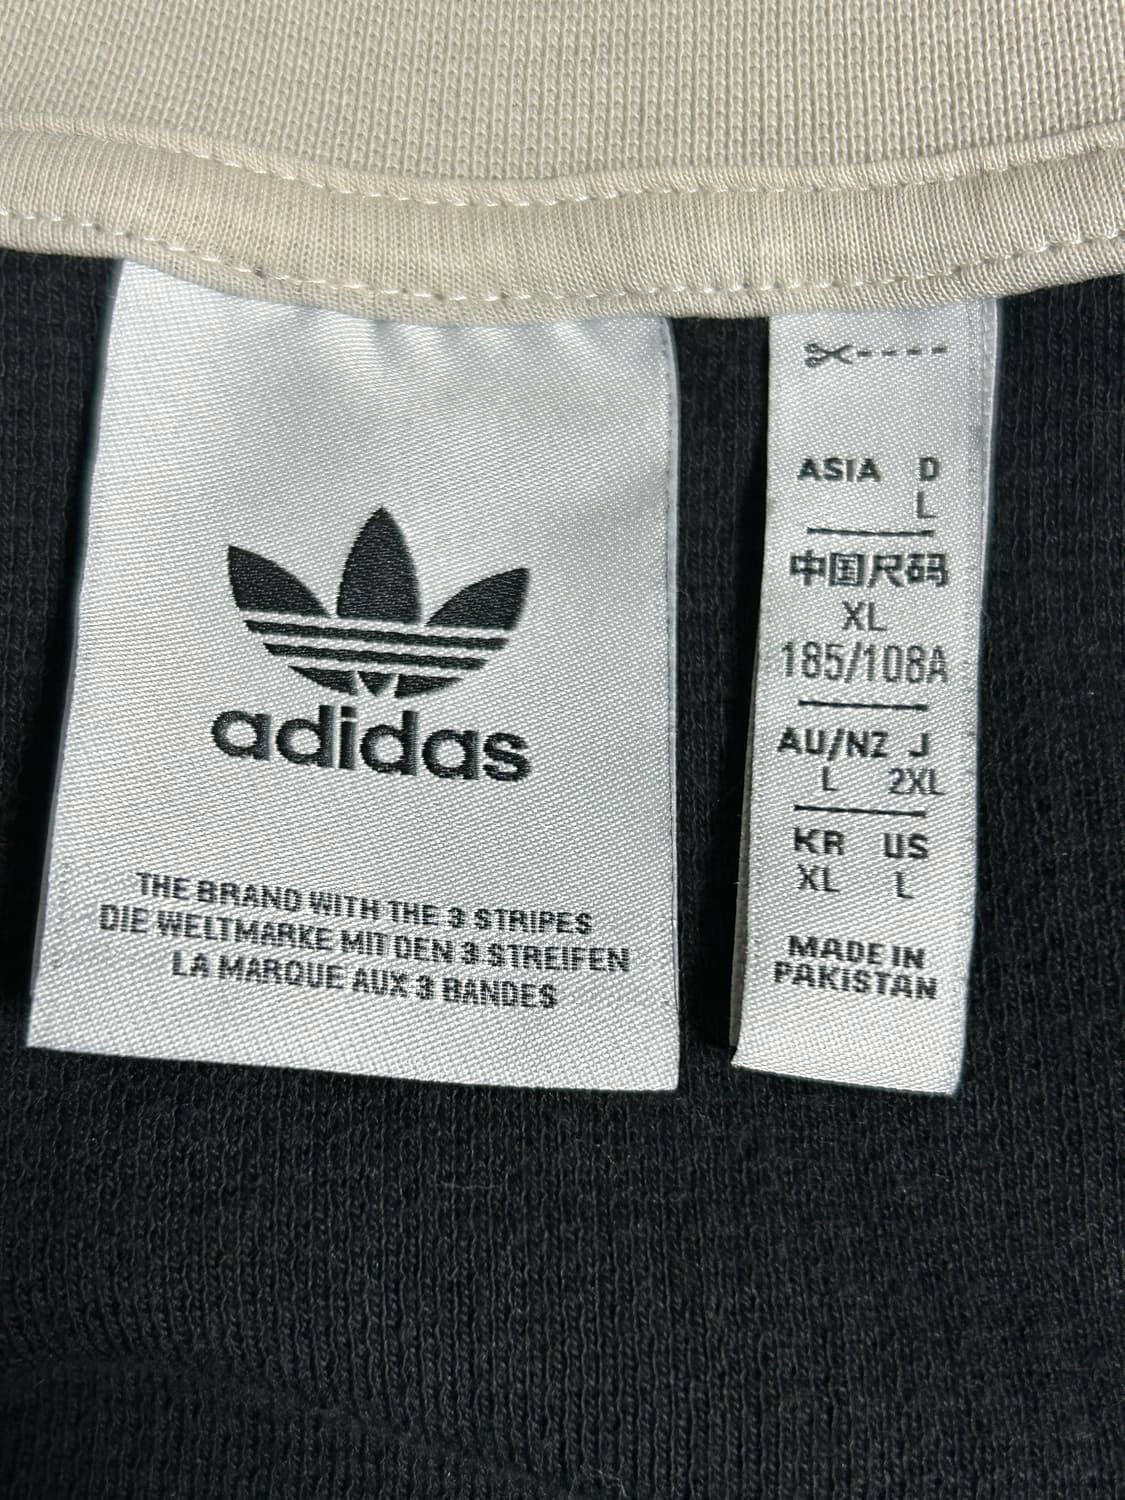 adidas
THE BRAND WITH THE 3 STRIPES
DIE WELTMARKE MIT DEN 3 STREIFEN
LA MARQUE AUX 3 BANDES
ASIA D
L
中国尺码
XL
185/108A
AU/NZ J
L 2XL
KR US
XL L
MADE IN
PAKISTAN